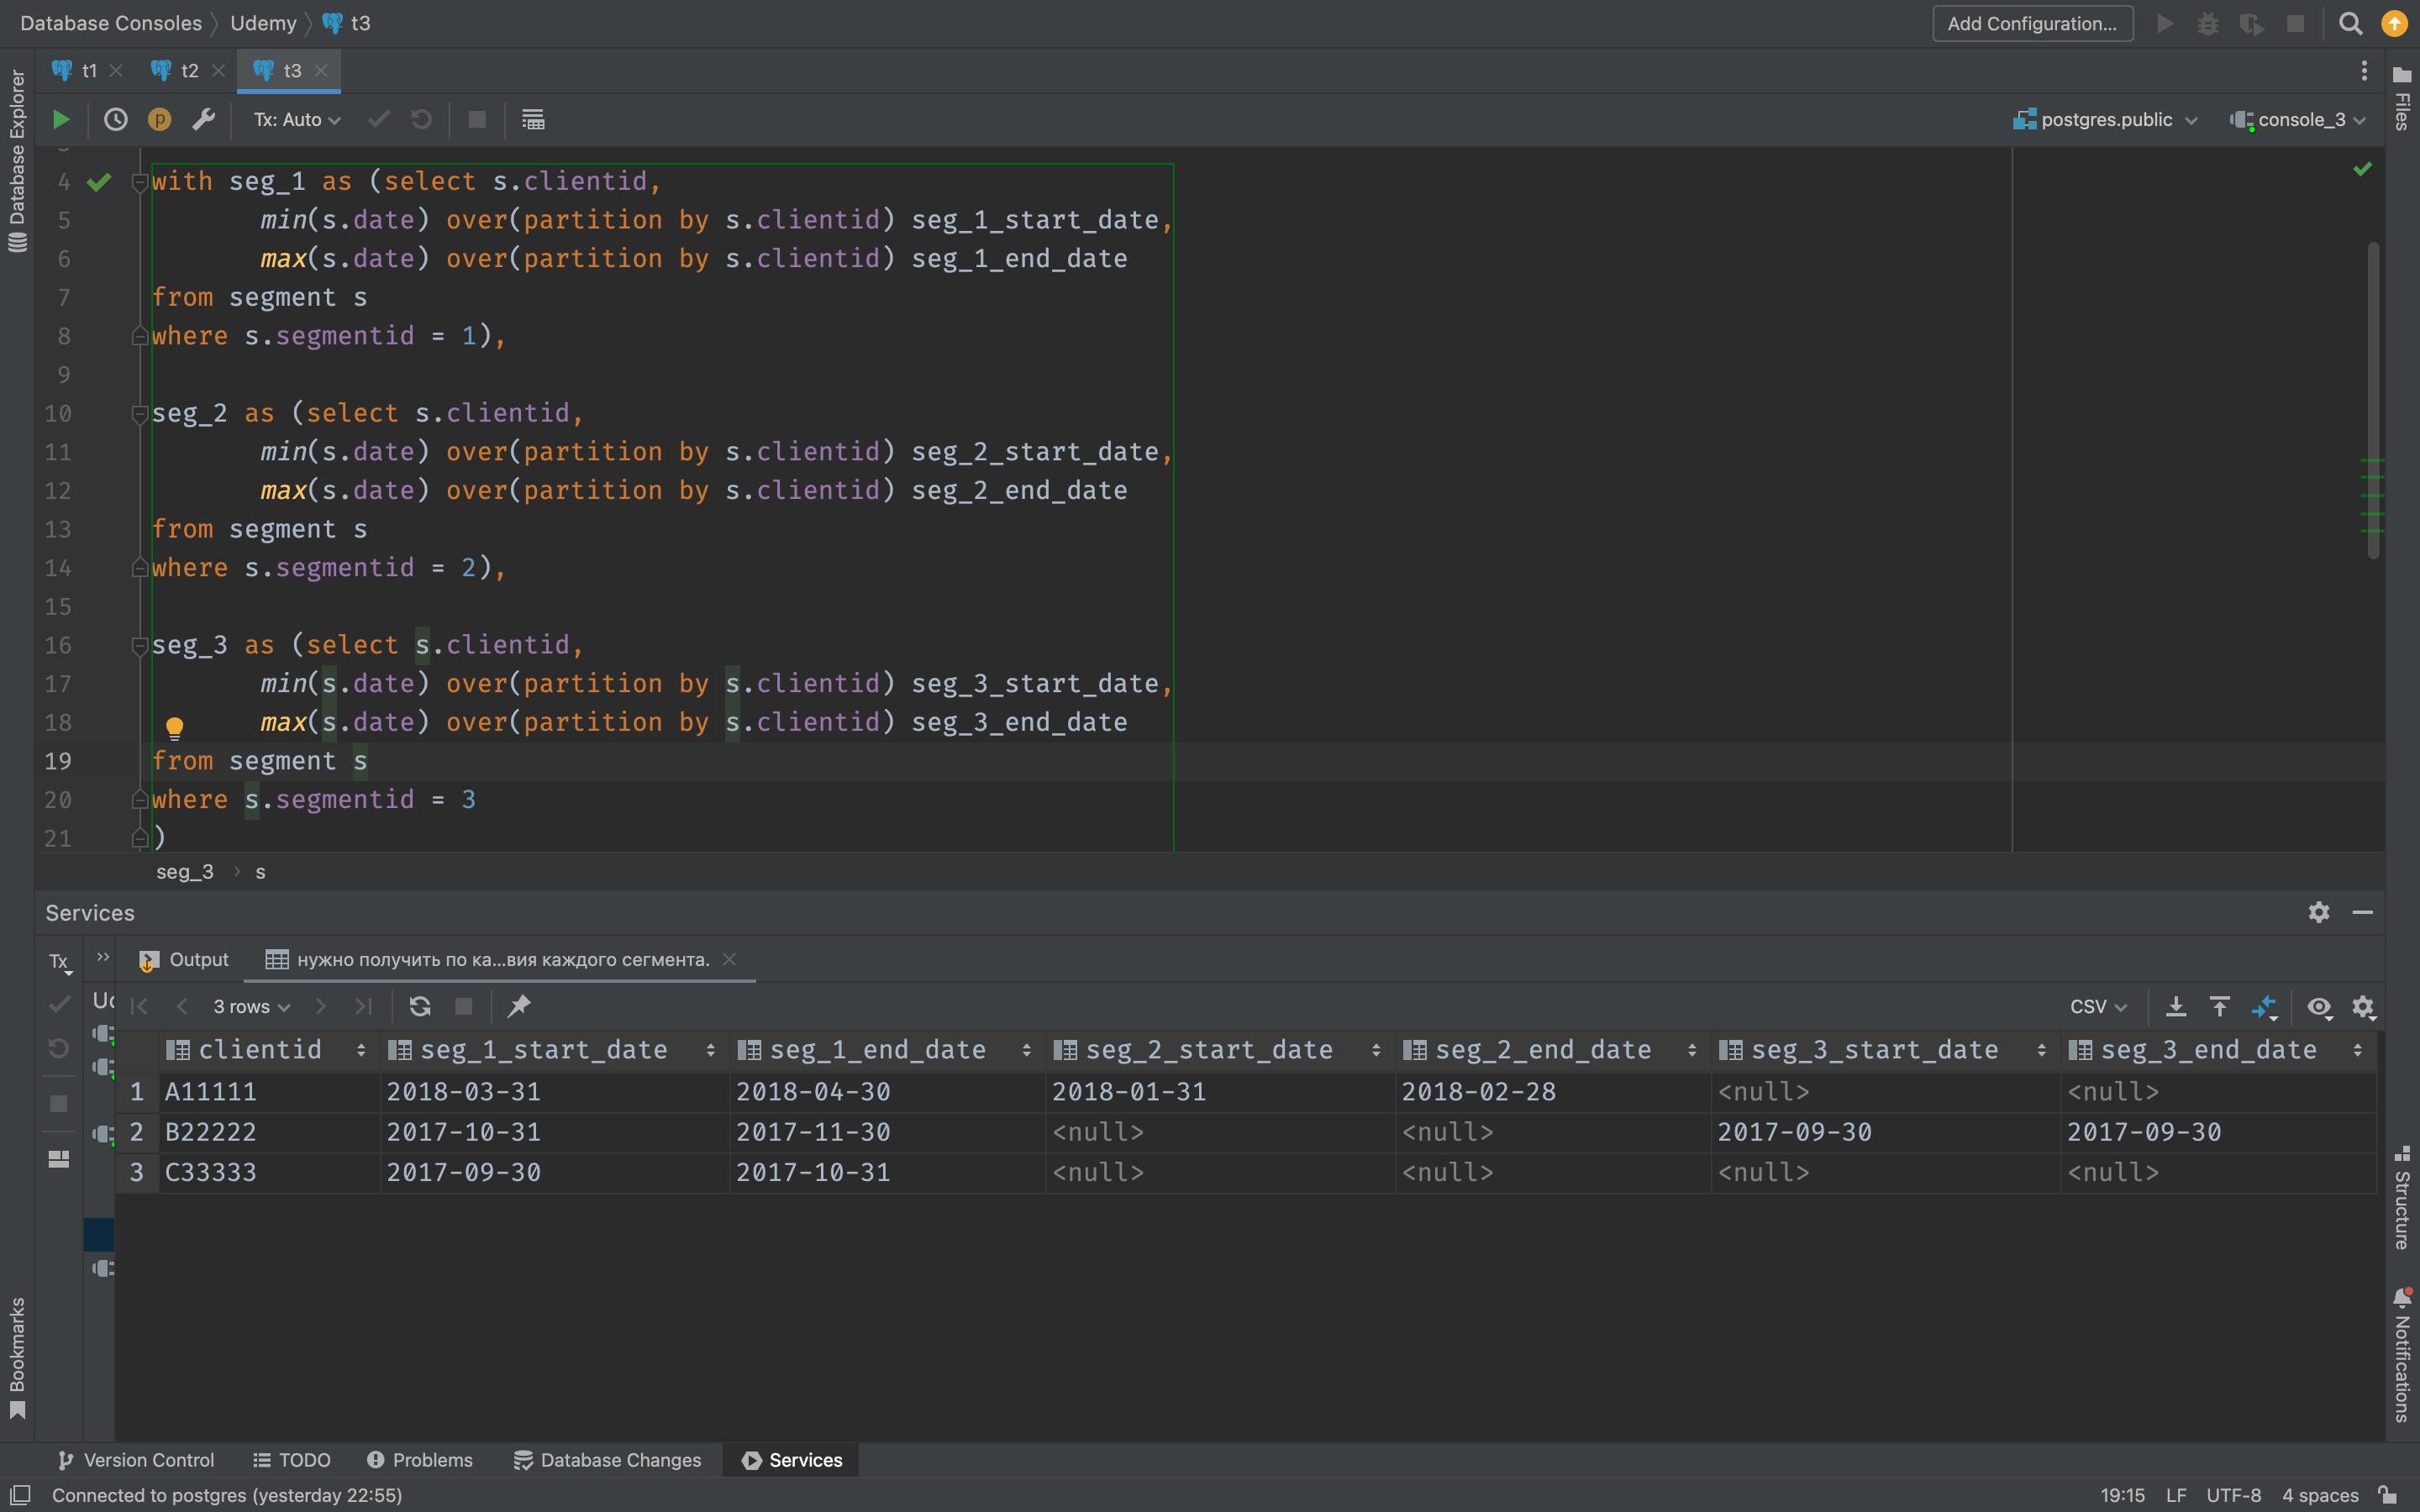 Database Consoles Udemy t3 Add Configuration...
t1 t2 t3
Tx: Auto postgres.public console_3
4 with seg_1 as (select s.clientid,
5 min(s.date) over(partition by s.clientid) seg_1_start_date,
6 max(s.date) over(partition by s.clientid) seg_1_end_date
7 from segment s
8 where s.segmentid = 1),
9
10 seg_2 as (select s.clientid,
11 min(s.date) over(partition by s.clientid) seg_2_start_date,
12 max(s.date) over(partition by s.clientid) seg_2_end_date
13 from segment s
14 where s.segmentid = 2),
15
16 seg_3 as (select s.clientid,
17 min(s.date) over(partition by s.clientid) seg_3_start_date,
18 max(s.date) over(partition by s.clientid) seg_3_end_date
19 from segment s
20 where s.segmentid = 3
21 )
seg_3 s
Services
Tx Output нужно получить по ка...вия каждого сегмента.
3 rows CSV
clientid seg_1_start_date seg_1_end_date seg_2_start_date seg_2_end_date seg_3_start_date seg_3_end_date
1 A11111 2018-03-31 2018-04-30 2018-01-31 2018-02-28 <null> <null>
2 B22222 2017-10-31 2017-11-30 <null> <null> 2017-09-30 2017-09-30
3 C33333 2017-09-30 2017-10-31 <null> <null> <null> <null>
Version Control TODO Problems Database Changes Services
Connected to postgres (yesterday 22:55) 19:15 LF UTF-8 4 spaces
Database Explorer
Bookmarks
Files
Structure
Notifications